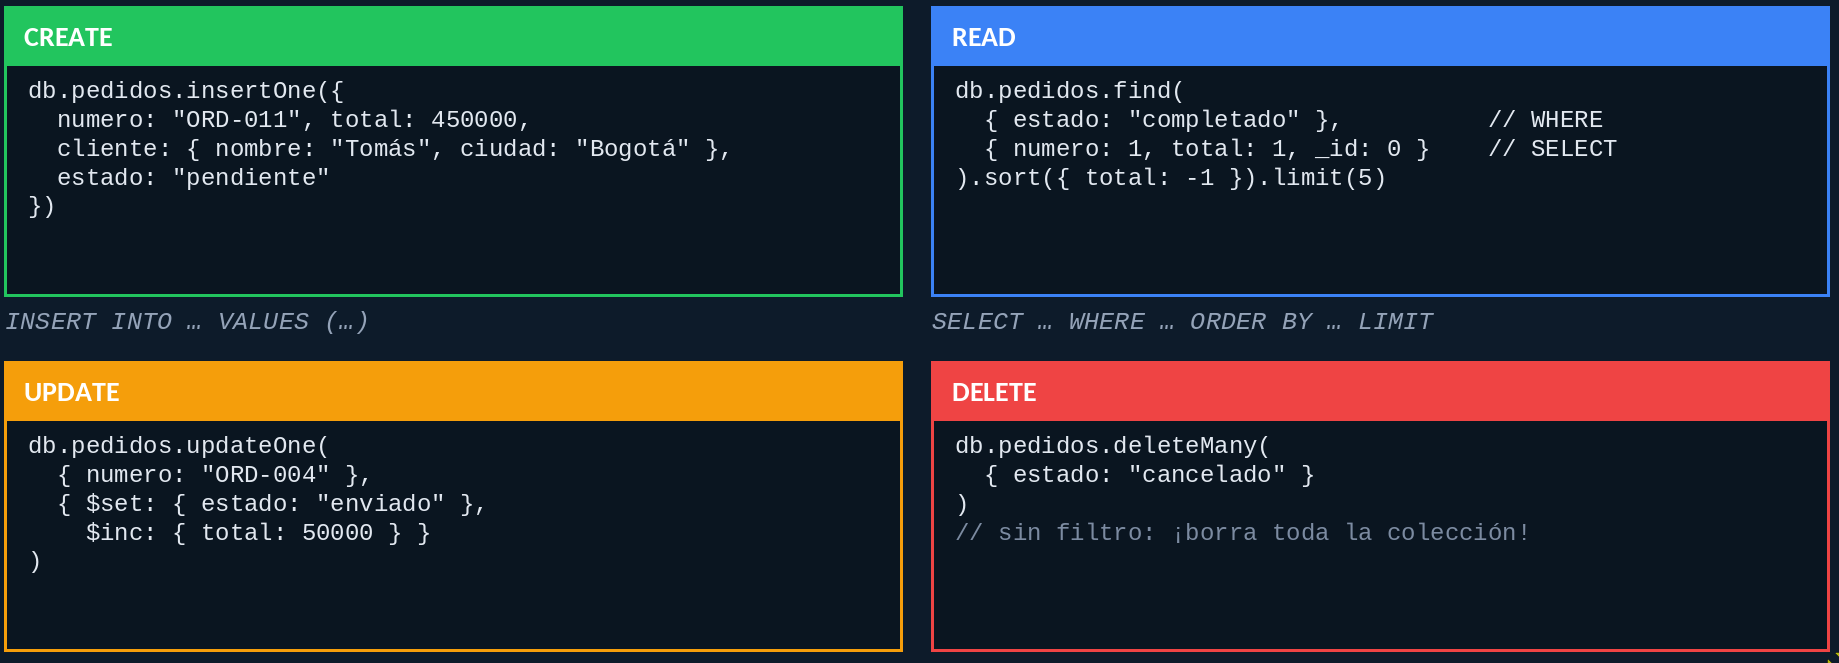 CREATE
db.pedidos.insertOne({
  numero: "ORD-011", total: 450000,
  cliente: { nombre: "Tomás", ciudad: "Bogotá" },
  estado: "pendiente"
})
INSERT INTO … VALUES (…)
READ
db.pedidos.find(
  { estado: "completado" },          // WHERE
  { numero: 1, total: 1, _id: 0 }    // SELECT
).sort({ total: -1 }).limit(5)
SELECT … WHERE … ORDER BY … LIMIT
UPDATE
db.pedidos.updateOne(
  { numero: "ORD-004" },
  { $set: { estado: "enviado" },
    $inc: { total: 50000 } }
)
DELETE
db.pedidos.deleteMany(
  { estado: "cancelado" }
)
// sin filtro: ¡borra toda la colección!